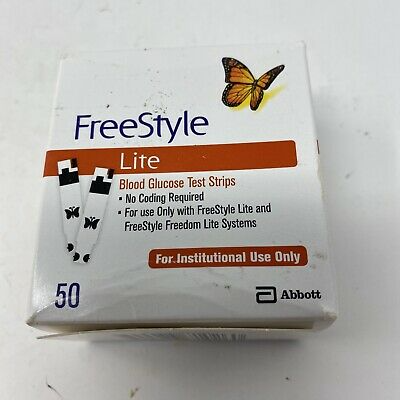 FreeStyle
Lite
Blood Glucose Test Strips
• No Coding Required
• For use Only with FreeStyle Lite and
FreeStyle Freedom Lite Systems
For Institutional Use Only
50
Abbott